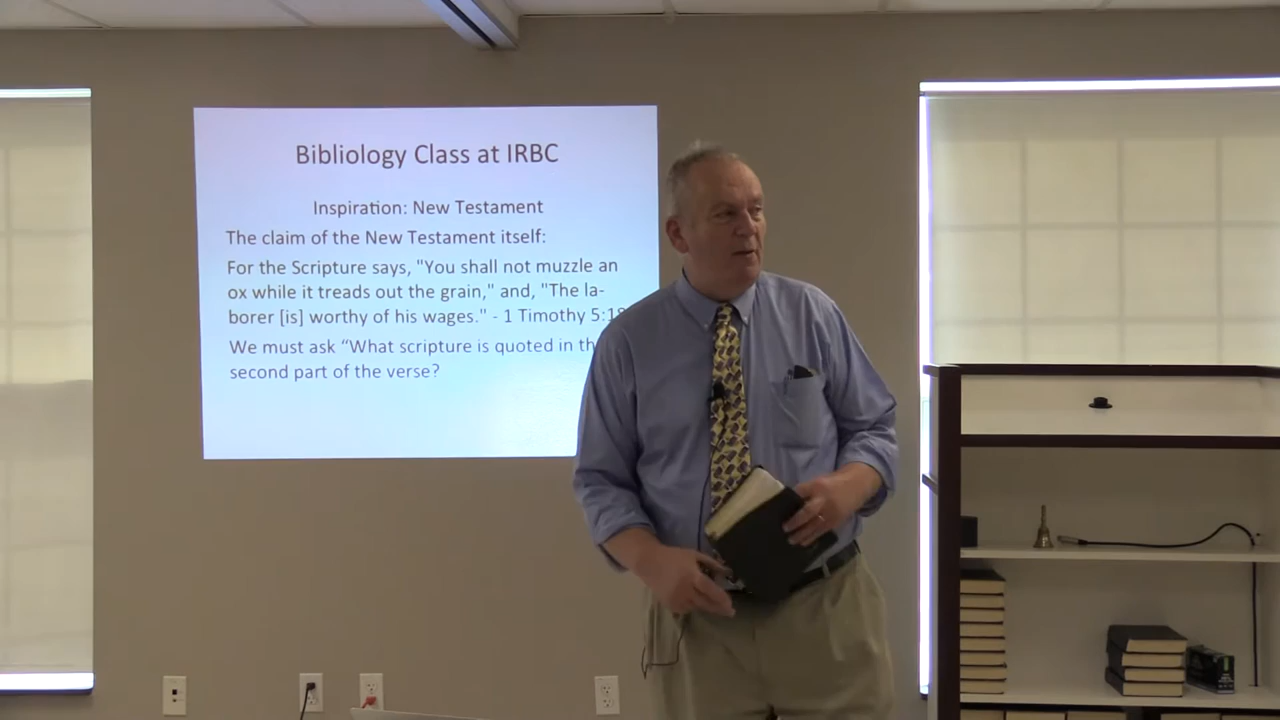 Bibliology Class at IRBC
Inspiration: New Testament
The claim of the New Testament itself:
For the Scripture says, "You shall not muzzle an
ox while it treads out the grain," and, "The la-
borer [is] worthy of his wages." - 1 Timothy 5:18
We must ask “What scripture is quoted in
second part of the verse?